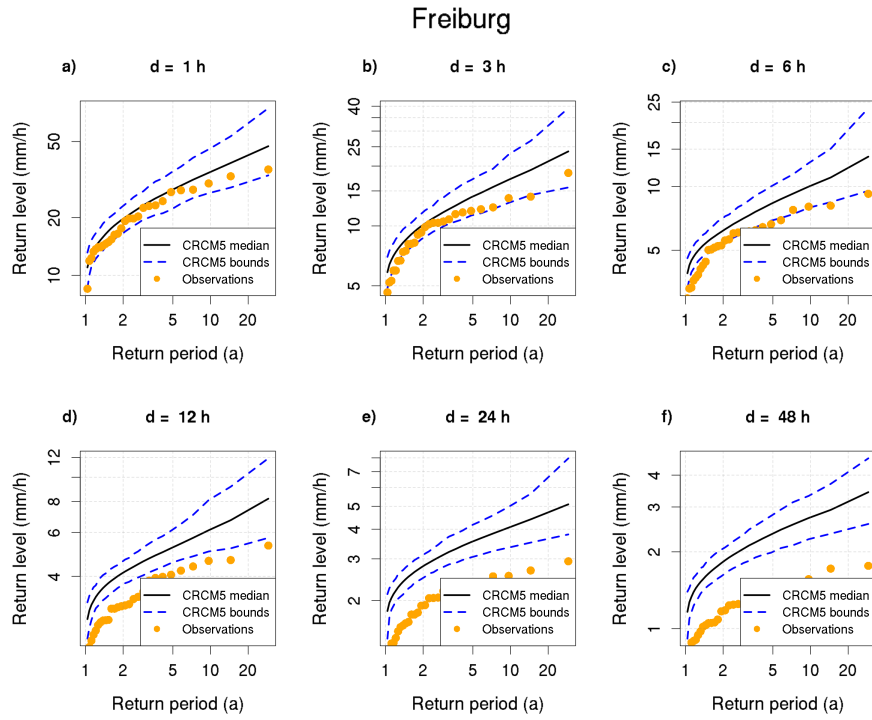 Freiburg
a) d = 1 h
Return level (mm/h)
50
20
10
CRCM5 median
CRCM5 bounds
Observations
1 2 5 10 20
Return period (a)
b) d = 3 h
Return level (mm/h)
40
25
15
10
5
CRCM5 median
CRCM5 bounds
Observations
1 2 5 10 20
Return period (a)
c) d = 6 h
Return level (mm/h)
25
15
10
5
CRCM5 median
CRCM5 bounds
Observations
1 2 5 10 20
Return period (a)
d) d = 12 h
Return level (mm/h)
12
8
6
4
CRCM5 median
CRCM5 bounds
Observations
1 2 5 10 20
Return period (a)
e) d = 24 h
Return level (mm/h)
7
5
4
3
2
CRCM5 median
CRCM5 bounds
Observations
1 2 5 10 20
Return period (a)
f) d = 48 h
Return level (mm/h)
4
3
2
1
CRCM5 median
CRCM5 bounds
Observations
1 2 5 10 20
Return period (a)